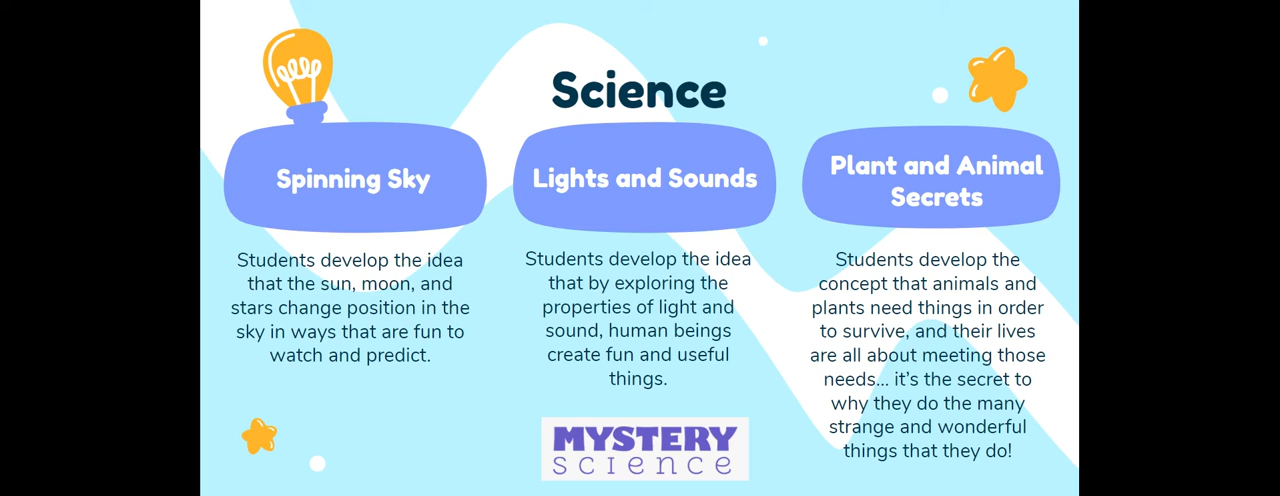 Science
Spinning Sky
Students develop the idea
that the sun, moon, and
stars change position in the
sky in ways that are fun to
watch and predict.
Lights and Sounds
Students develop the idea
that by exploring the
properties of light and
sound, human beings
create fun and useful
things.
Plant and Animal
Secrets
Students develop the
concept that animals and
plants need things in order
to survive, and their lives
are all about meeting those
needs... it's the secret to
why they do the many
strange and wonderful
things that they do!
MYSTERY
science